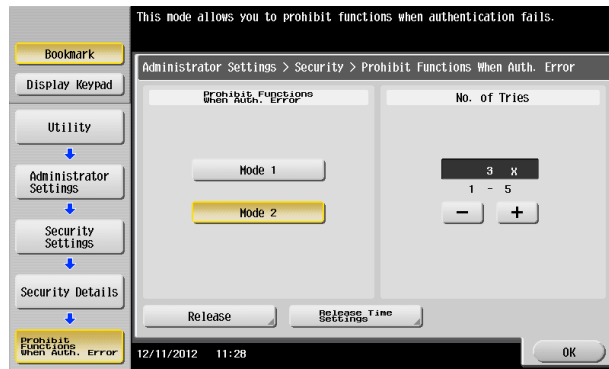 This mode allows you to prohibit functions when authentication fails.
Bookmark
Display Keypad
Utility
Administrator
Settings
Security
Settings
Security Details
Prohibit
Functions
When Auth. Error
Administrator Settings > Security > Prohibit Functions When Auth. Error
Prohibit Functions
When Auth. Error
Mode 1
Mode 2
No. of Tries
3 X
1 - 5
− +
Release
Release Time
Settings
12/11/2012 11:28
OK